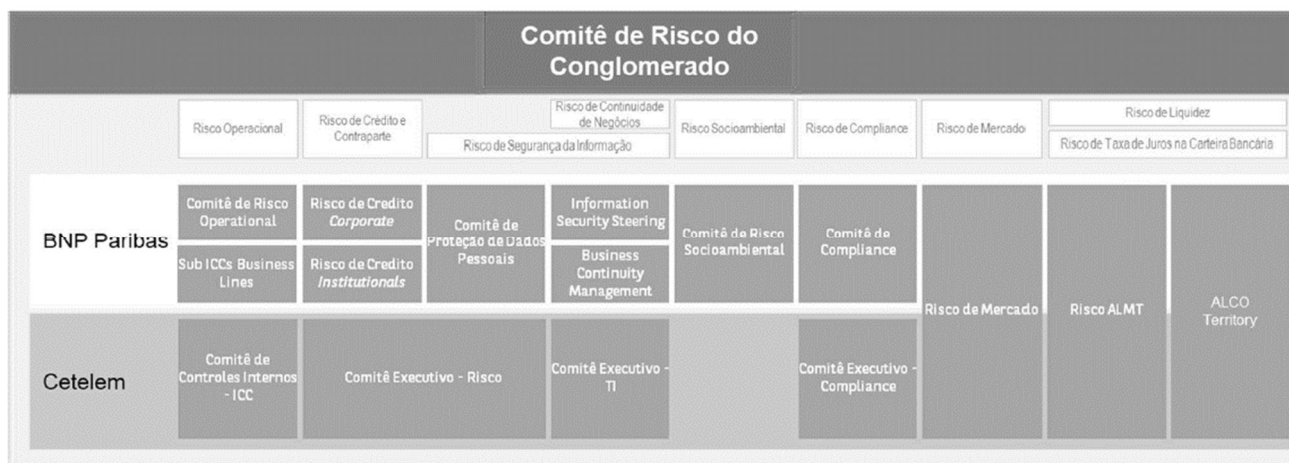 Comitê de Risco do
Conglomerado
Risco Operacional
Risco de Crédito e
Contraparte
Risco de Continuidade
de Negócios
Risco de Segurança da Informação
Risco Socioambiental
Risco de Compliance
Risco de Mercado
Risco de Liquidez
Risco de Taxa de Juros na Carteira Bancária
BNP Paribas
Comitê de Risco
Operational
Sub ICCs Business
Lines
Risco de Credito
Corporate
Risco de Credito
Institutionals
Comitê de
Proteção de Dados
Pessoais
Information
Security Steering
Business
Continuity
Management
Comitê de Risco
Socioambiental
Comitê de
Compliance
Risco de Mercado
Risco ALMT
ALCO
Territory
Cetelem
Comitê de
Controles Internos
- ICC
Comitê Executivo - Risco
Comitê Executivo -
TI
Comitê Executivo -
Compliance